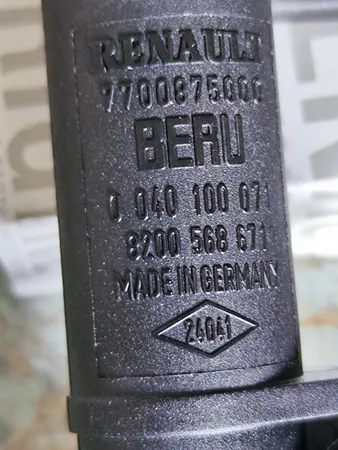 RENAULT
7700875000
BERU
0 040 100 071
8200 568 671
MADE IN GERMANY
24041